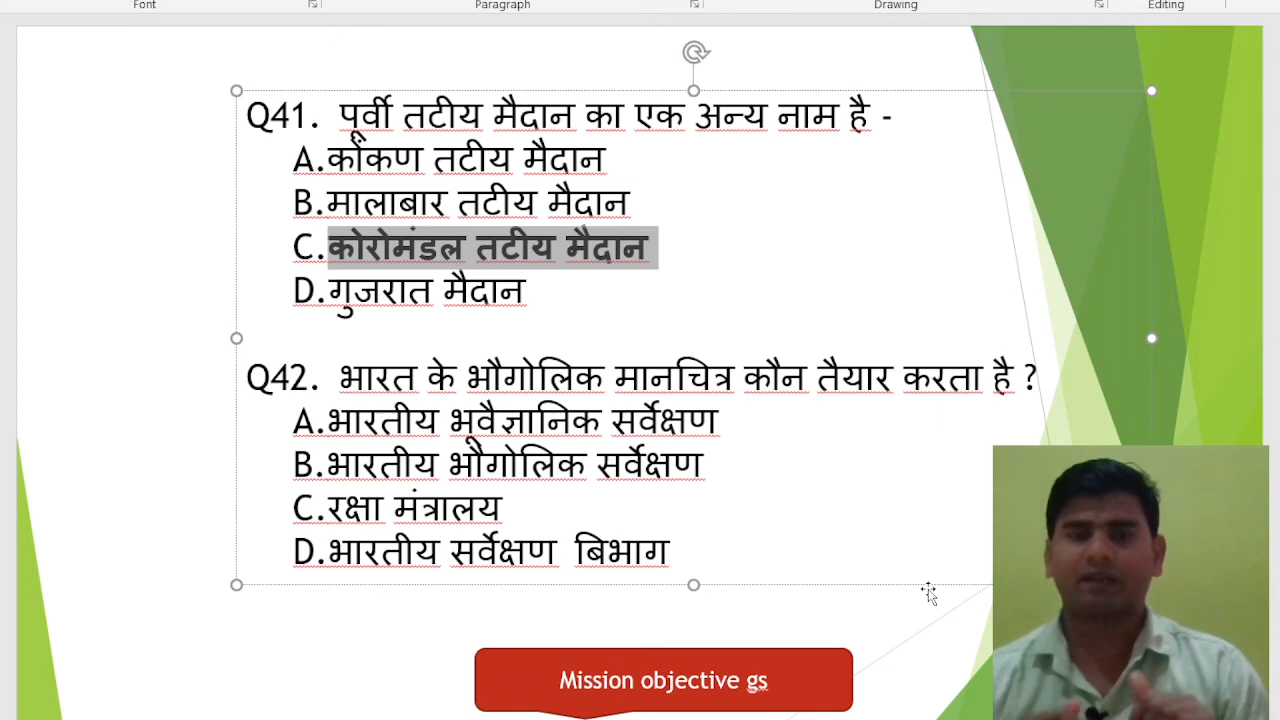 Font Paragraph Drawing Editing
Q41. पूर्वी तटीय मैदान का एक अन्य नाम है -
A.कोंकण तटीय मैदान
B.मालाबार तटीय मैदान
C.कोरोमंडल तटीय मैदान
D.गुजरात मैदान
Q42. भारत के भौगोलिक मानचित्र कौन तैयार करता है ?
A.भारतीय भूवैज्ञानिक सर्वेक्षण
B.भारतीय भौगोलिक सर्वेक्षण
C.रक्षा मंत्रालय
D.भारतीय सर्वेक्षण बिभाग
Mission objective gs